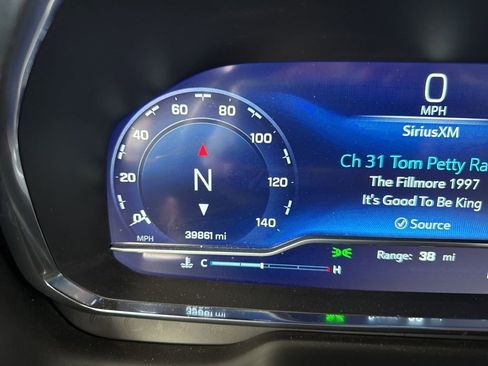 0
MPH
SiriusXM
Ch 31 Tom Petty Ra
The Fillmore 1997
It's Good To Be King
Source
0
20
40
60
80
100
120
140
N
MPH
39861 mi
C
H
Range: 38 mi